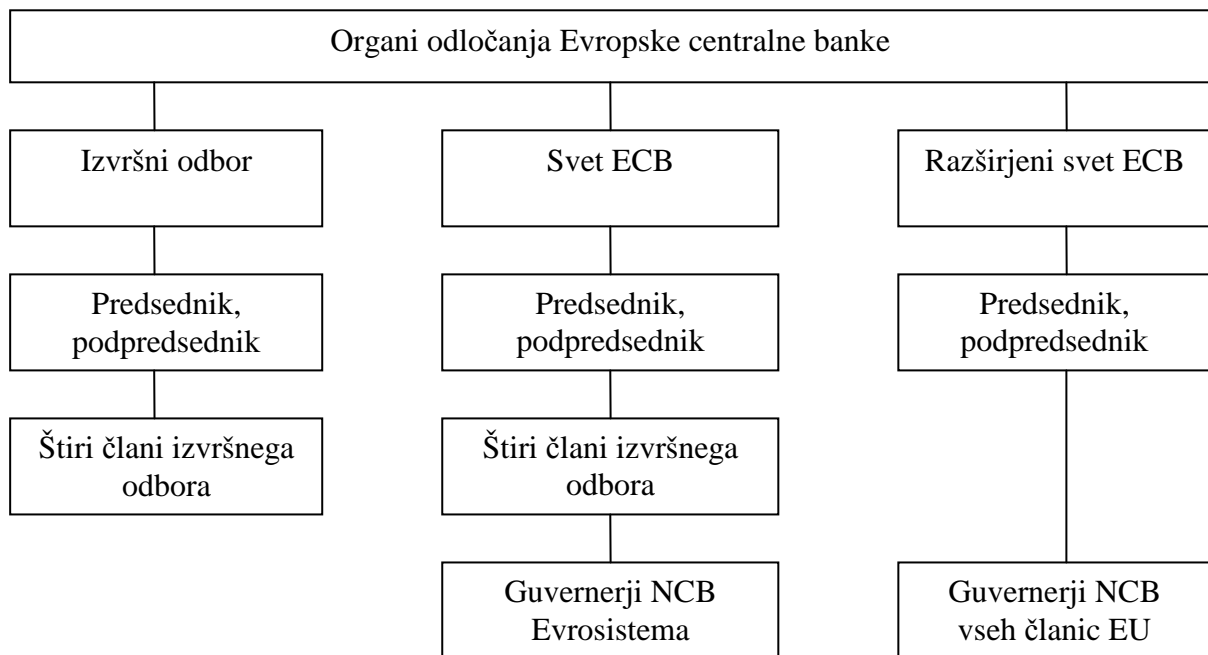 Organi odločanja Evropske centralne banke
Izvršni odbor
Svet ECB
Razširjeni svet ECB
Predsednik,
podpredsednik
Predsednik,
podpredsednik
Predsednik,
podpredsednik
Štiri člani izvršnega
odbora
Štiri člani izvršnega
odbora
Guvernerji NCB
Evrosistema
Guvernerji NCB
vseh članic EU